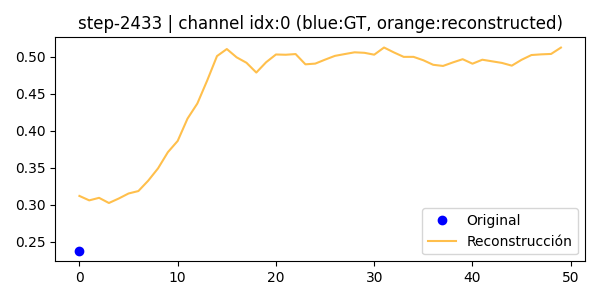 step-2433 | channel idx:0 (blue:GT, orange:reconstructed)
0.50
0.45
0.40
0.35
0.30
0.25
Original
Reconstrucción
0 10 20 30 40 50